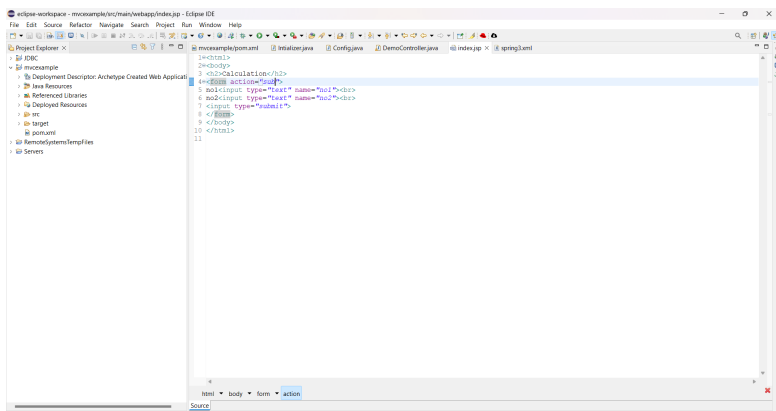 eclipse-workspace - mvcexample/src/main/webapp/index.jsp - Eclipse IDE
File Edit Source Refactor Navigate Search Project Run Window Help
Project Explorer
mvcexample/pom.xml Intializer.java Config.java DemoController.java index.jsp spring3.xml
JDBC
mvcexample
Deployment Descriptor: Archetype Created Web Applicati
Java Resources
Referenced Libraries
Deployed Resources
src
target
pom.xml
RemoteSystemsTempFiles
Servers
1 <html>
2 <body>
3 <h2>Calculation</h2>
4 <form action="sub">
5 no1<input type="text" name="no1"><br>
6 no2<input type="text" name="no2"><br>
7 <input type="submit">
8 </form>
9 </body>
10 </html>
11
html body form action
Source